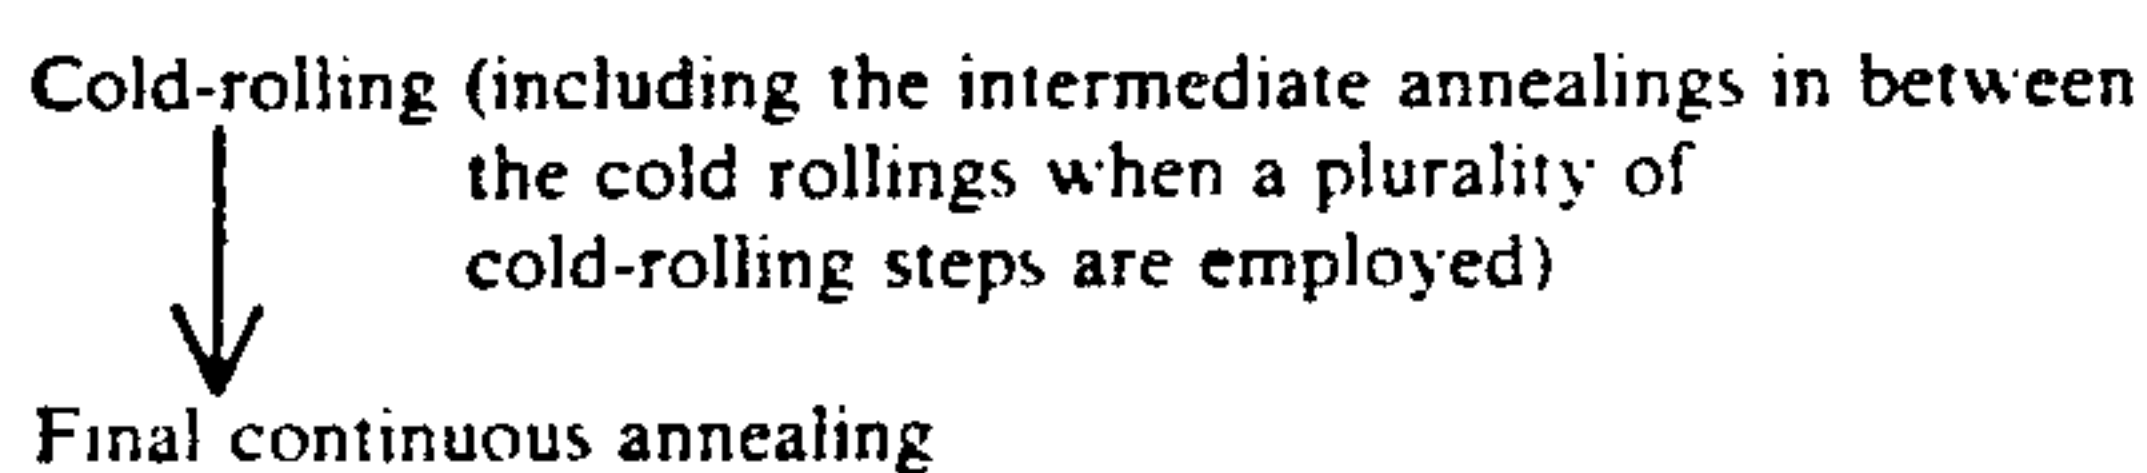 Cold-rolling (including the intermediate annealings in between
the cold rollings when a plurality of
cold-rolling steps are employed)
Final continuous annealing